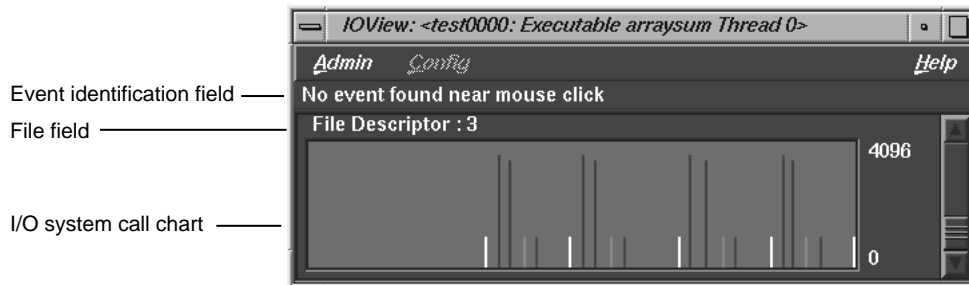 IOView: <test0000: Executable arraysum Thread 0>
Admin Config Help
Event identification field
No event found near mouse click
File field
File Descriptor : 3
4096
I/O system call chart
0